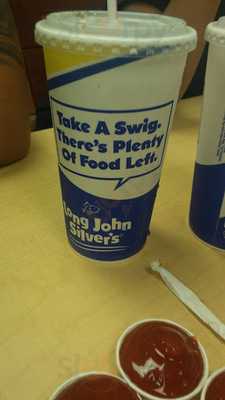 Take A Swig.
There's Plenty
Of Food Left.
Long John
Silver's